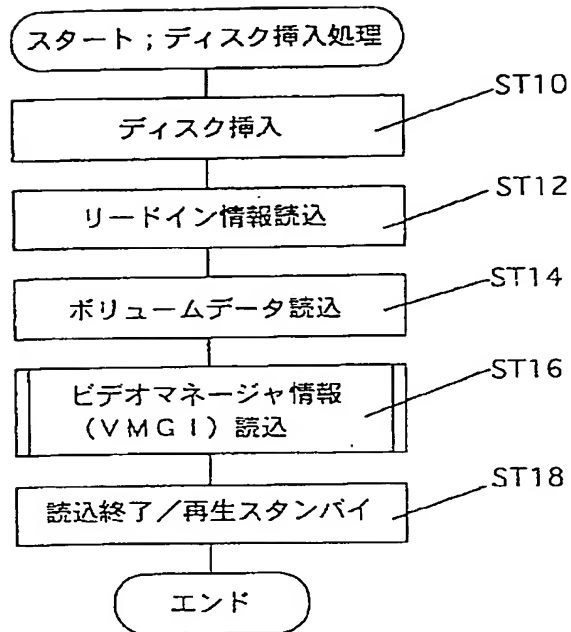 スタート；ディスク挿入処理
ST10
ディスク挿入
ST12
リードイン情報読込
ST14
ボリュームデータ読込
ST16
ビデオマネージャ情報
（ＶＭＧＩ）読込
ST18
読込終了／再生スタンバイ
エンド